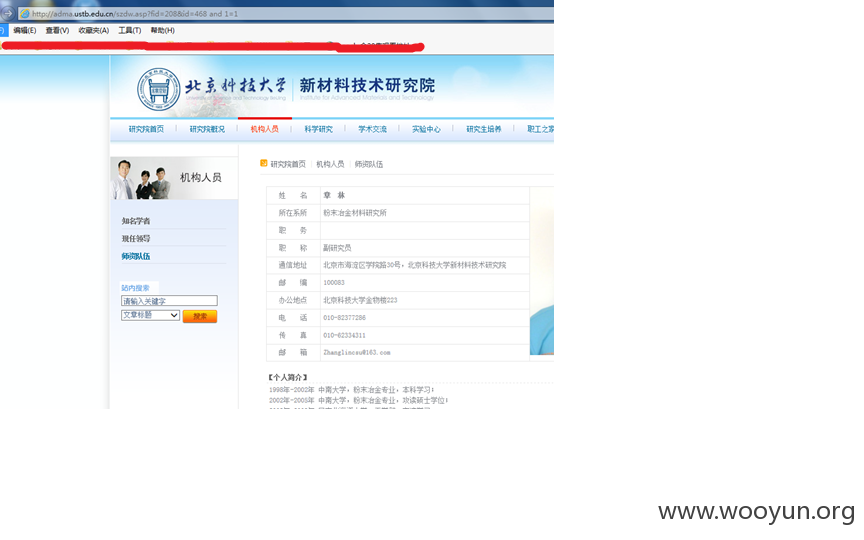 http://adma.ustb.edu.cn/szdw.asp?fid=208&id=468 and 1=1
编辑(E) 查看(V) 收藏夹(A) 工具(T) 帮助(H)
北京科技大学 新材料技术研究院
Institute for Advanced Materials and Technology
研究院首页 研究院概况 机构人员 科学研究 学术交流 实验中心 研究生培养 职工之家
机构人员
研究院首页 机构人员 师资队伍
知名学者
现任领导
师资队伍
站内搜索
请输入关键字
文章标题 搜索
姓 名 章 林
所在系所 粉末冶金材料研究所
职 务
职 称 副研究员
通信地址 北京市海淀区学院路30号，北京科技大学新材料技术研究院
邮 编 100083
办公地点 北京科技大学金物楼223
电 话 010-82377286
传 真 010-62334311
邮 箱 Zhanglincsu@163.com
【个人简介】
1998年-2002年 中南大学，粉末冶金专业，本科学习；
2002年-2005年 中南大学，粉末冶金专业，攻读硕士学位；
www.wooyun.org